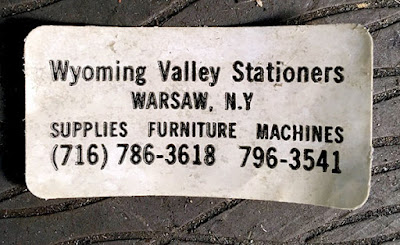 Wyoming Valley Stationers
WARSAW, N.Y
SUPPLIES FURNITURE MACHINES
(716) 786-3618 796-3541